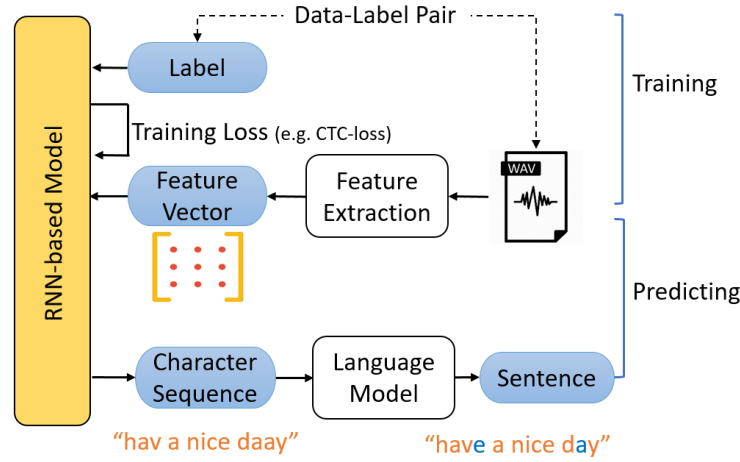 Data-Label Pair
Label
Training
Training Loss (e.g. CTC-loss)
WAV
Feature
Vector
Feature
Extraction
RNN-based Model
Predicting
Character
Sequence
Language
Model
Sentence
“hav a nice daay”
“have a nice day”